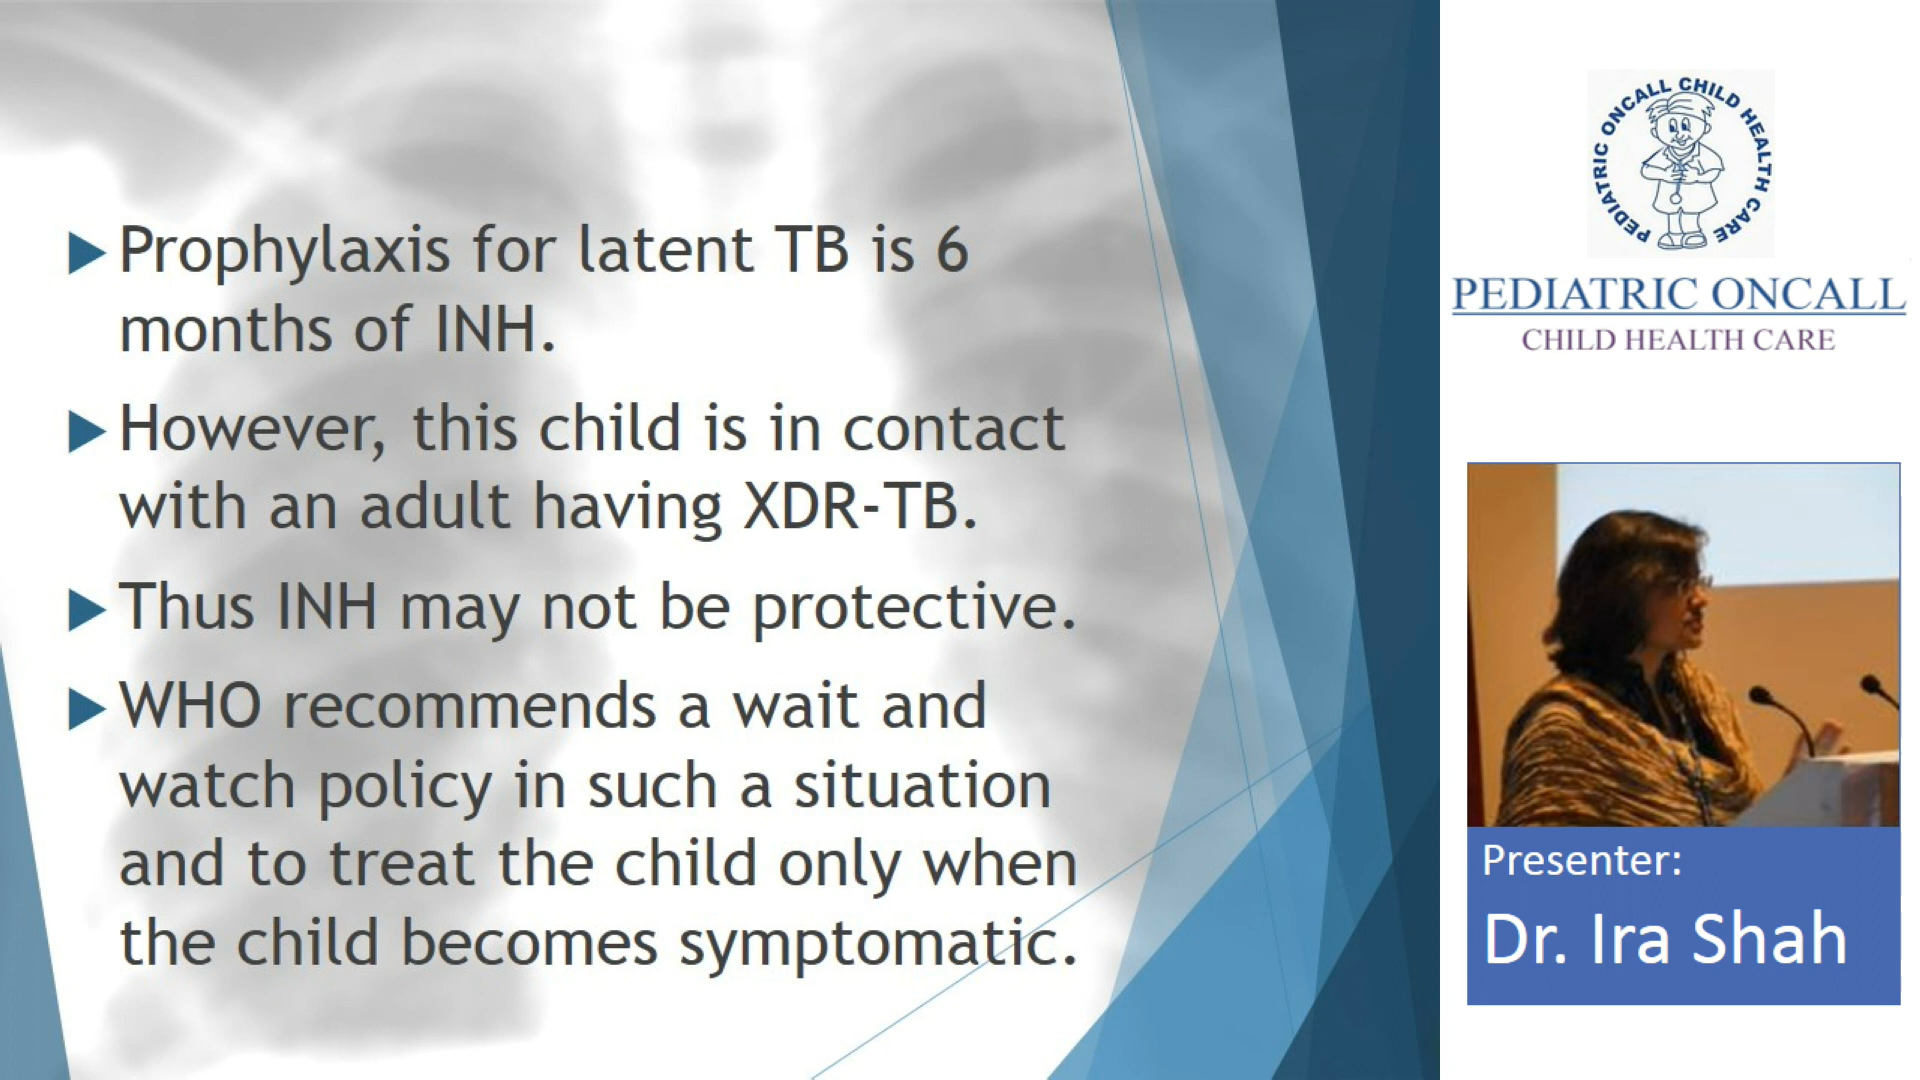 Prophylaxis for latent TB is 6
months of INH.
However, this child is in contact
with an adult having XDR-TB.
Thus INH may not be protective.
WHO recommends a wait and
watch policy in such a situation
and to treat the child only when
the child becomes symptomatic.
PEDIATRIC ONCALL CHILD HEALTH CARE
PEDIATRIC ONCALL
CHILD HEALTH CARE
Presenter:
Dr. Ira Shah